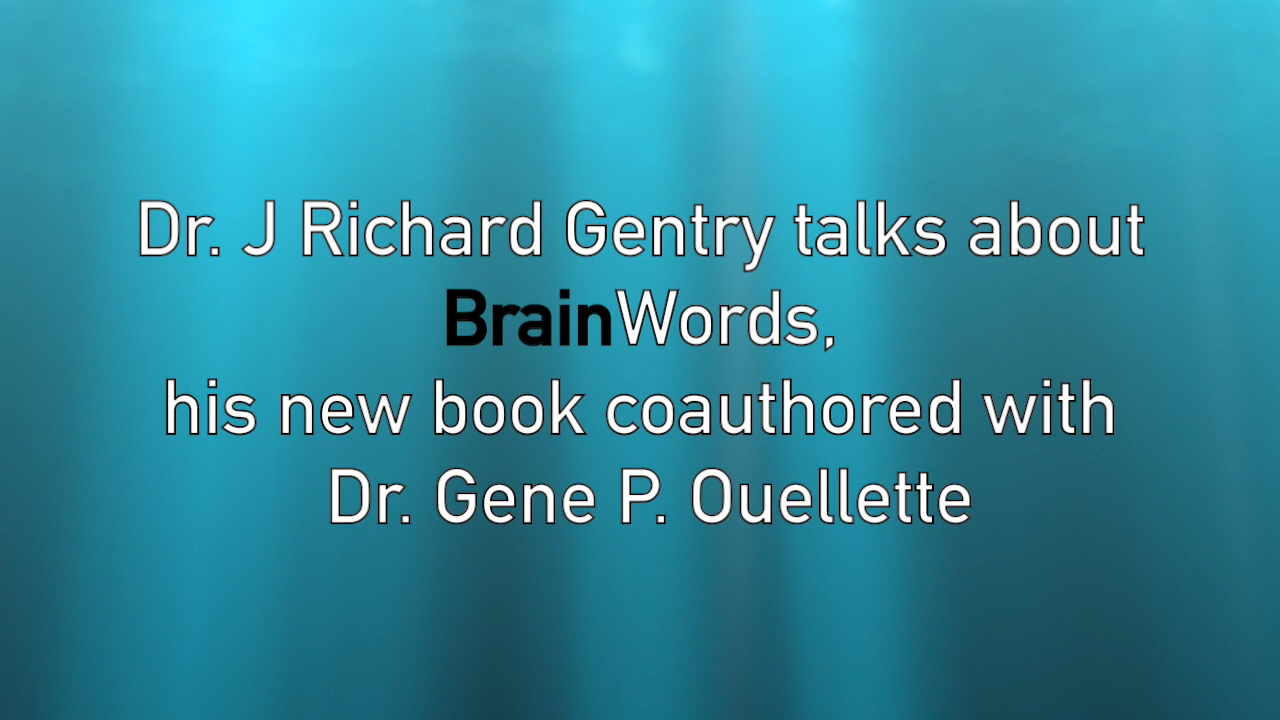 Dr. J Richard Gentry talks about
BrainWords,
his new book coauthored with
Dr. Gene P. Ouellette